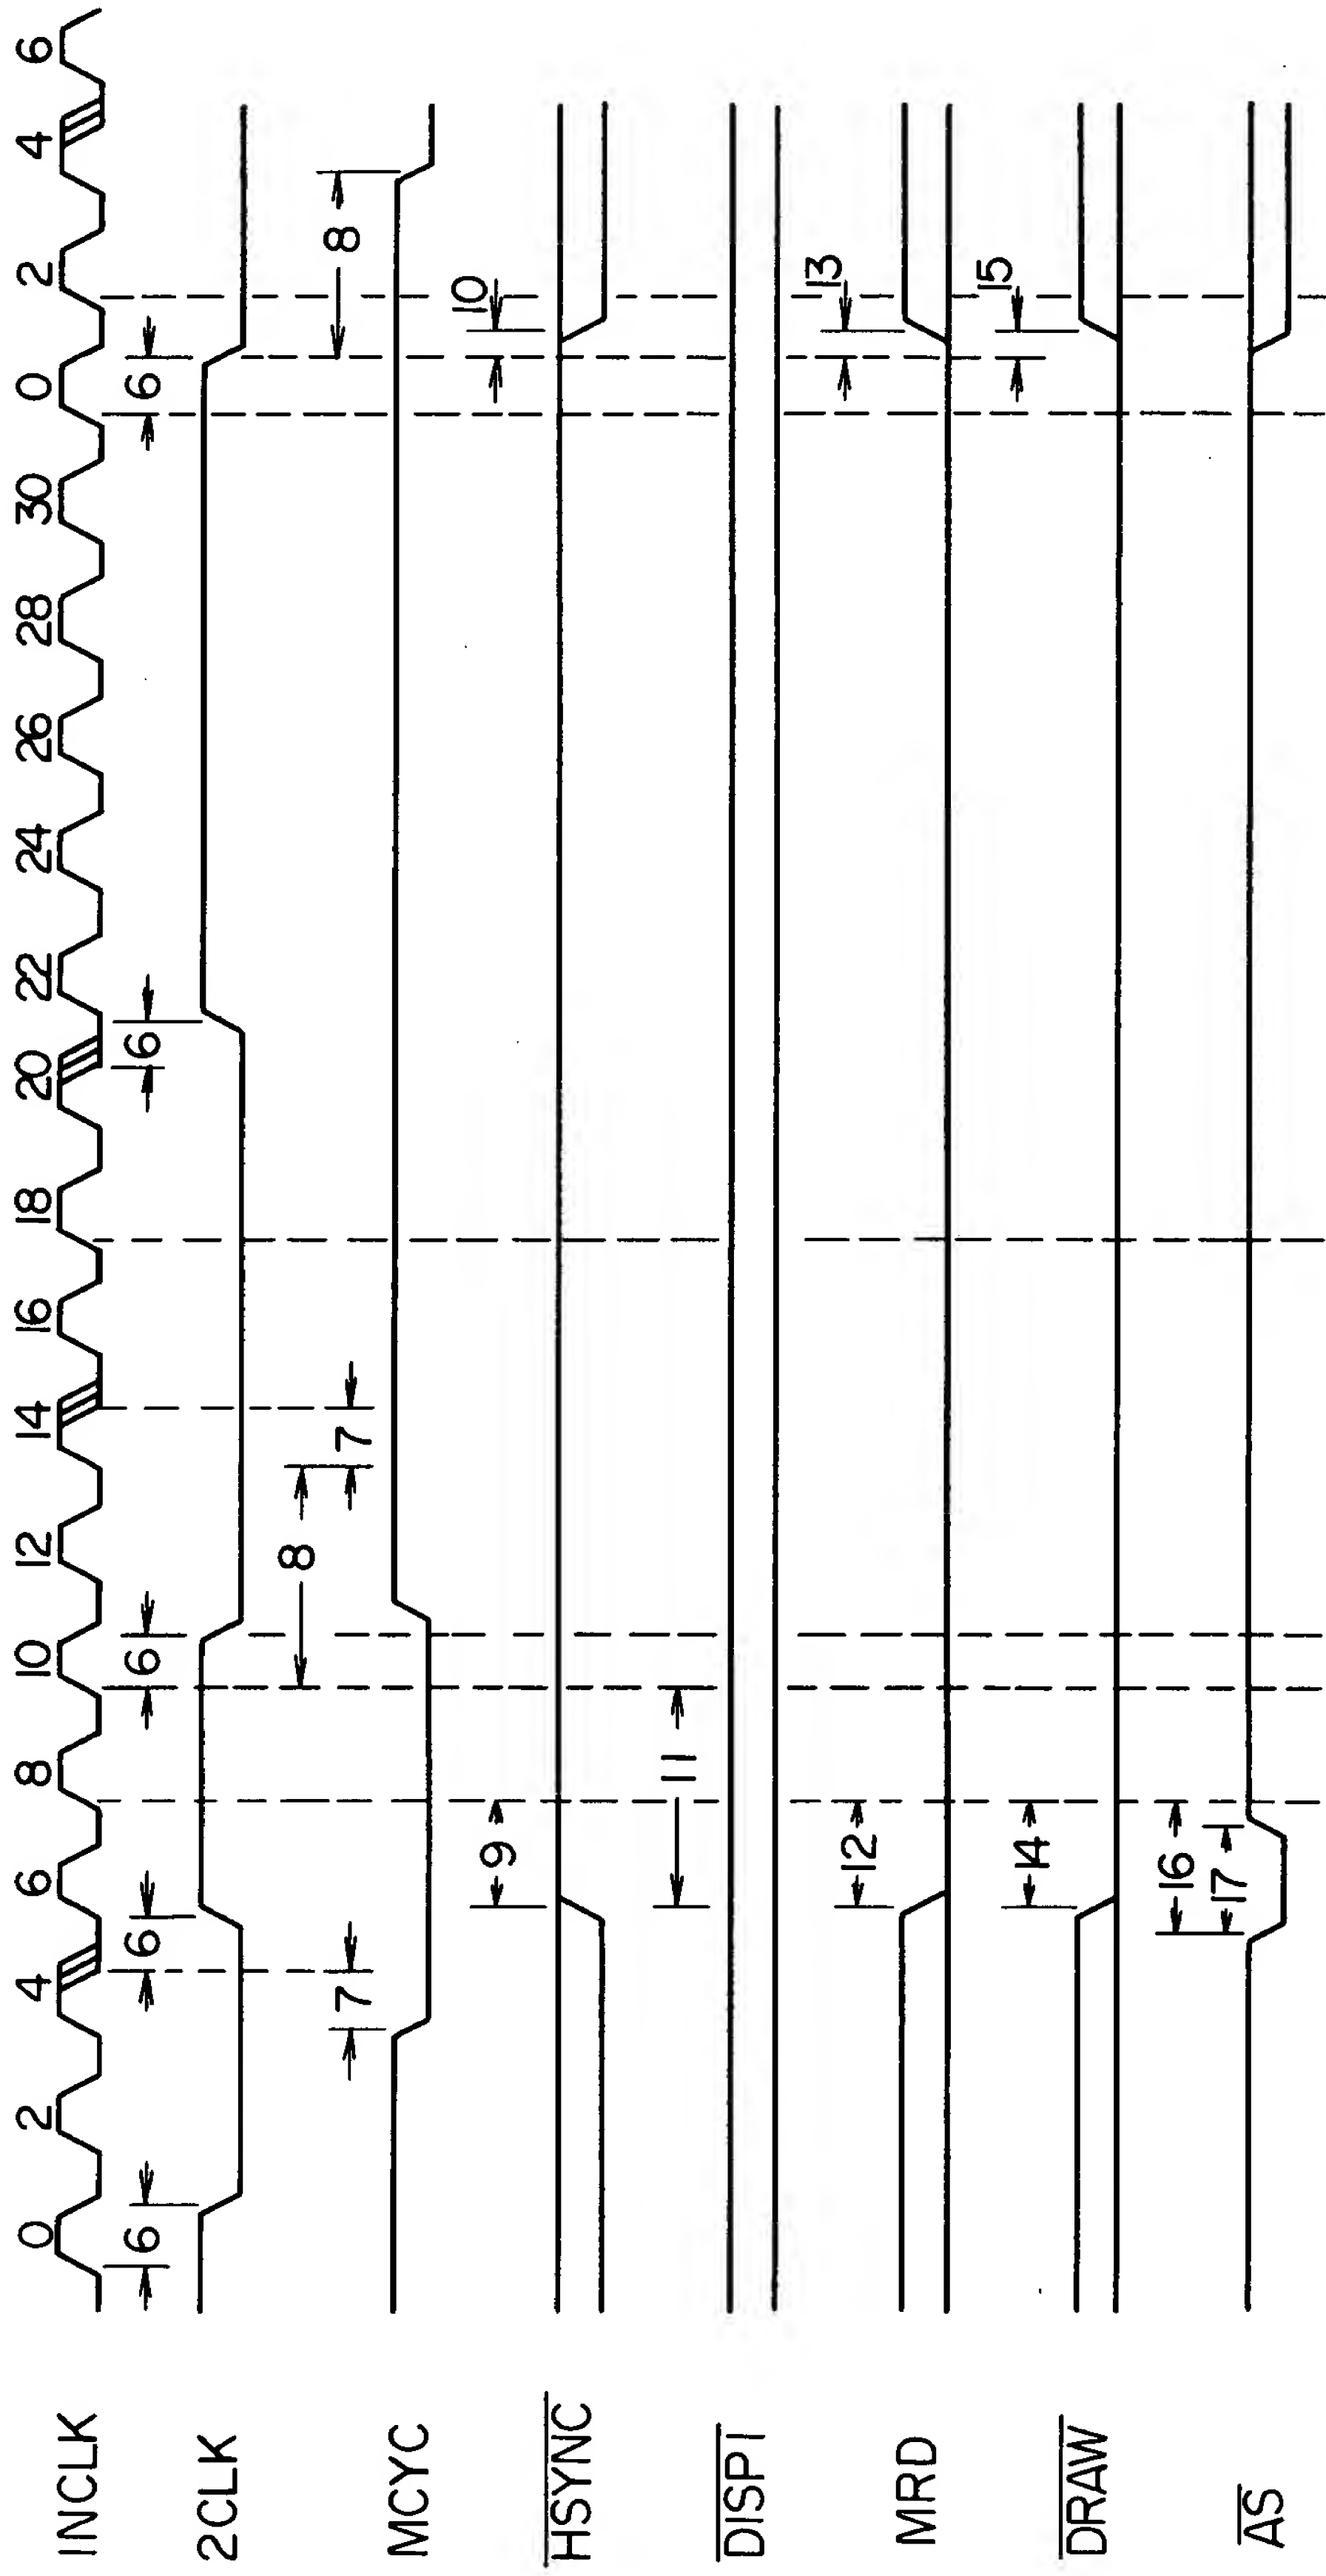 INCLK 0 2 4 6 8 10 12 14 16 18 20 22 24 26 28 30 0 2 4 6
2CLK 6 6 6 6 6
MCYC 7 8 7 8
HSYNC 9 10
DISP1 11
MRD 12 13
DRAW 14 15
AS 16 17